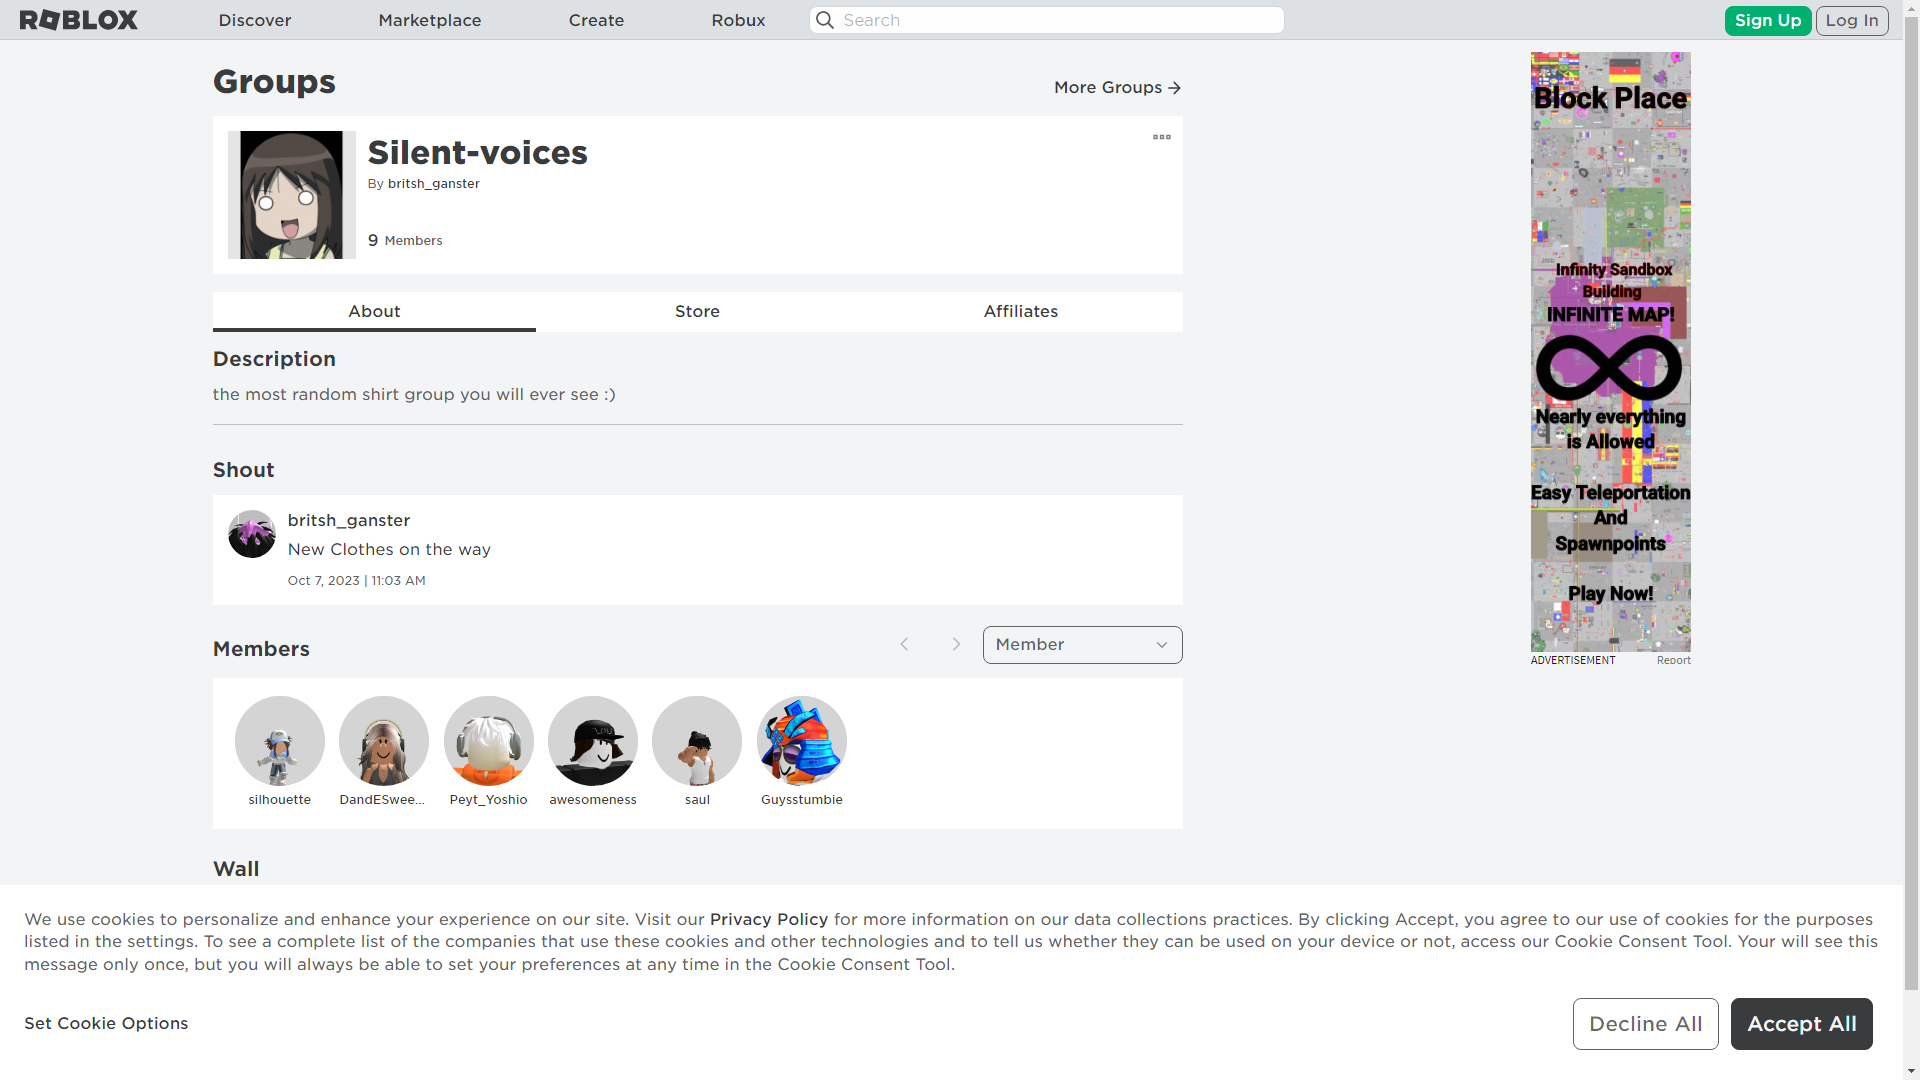 ROBLOX
Discover
Marketplace
Create
Robux
Search
Sign Up
Log In
Groups
More Groups
Silent-voices
By britsh_ganster
9 Members
About
Store
Affiliates
Description
the most random shirt group you will ever see :)
Shout
britsh_ganster
New Clothes on the way
Oct 7, 2023 | 11:03 AM
Members
Member
silhouette
DandESwee...
Peyt_Yoshio
awesomeness
saul
Guysstumbie
Wall
Block Place
Infinity Sandbox
Building
INFINITE MAP!
Nearly everything
is Allowed
Easy Teleportation
And
Spawnpoints
Play Now!
ADVERTISEMENT
Report
We use cookies to personalize and enhance your experience on our site. Visit our Privacy Policy for more information on our data collections practices. By clicking Accept, you agree to our use of cookies for the purposes
listed in the settings. To see a complete list of the companies that use these cookies and other technologies and to tell us whether they can be used on your device or not, access our Cookie Consent Tool. Your will see this
message only once, but you will always be able to set your preferences at any time in the Cookie Consent Tool.
Set Cookie Options
Decline All
Accept All